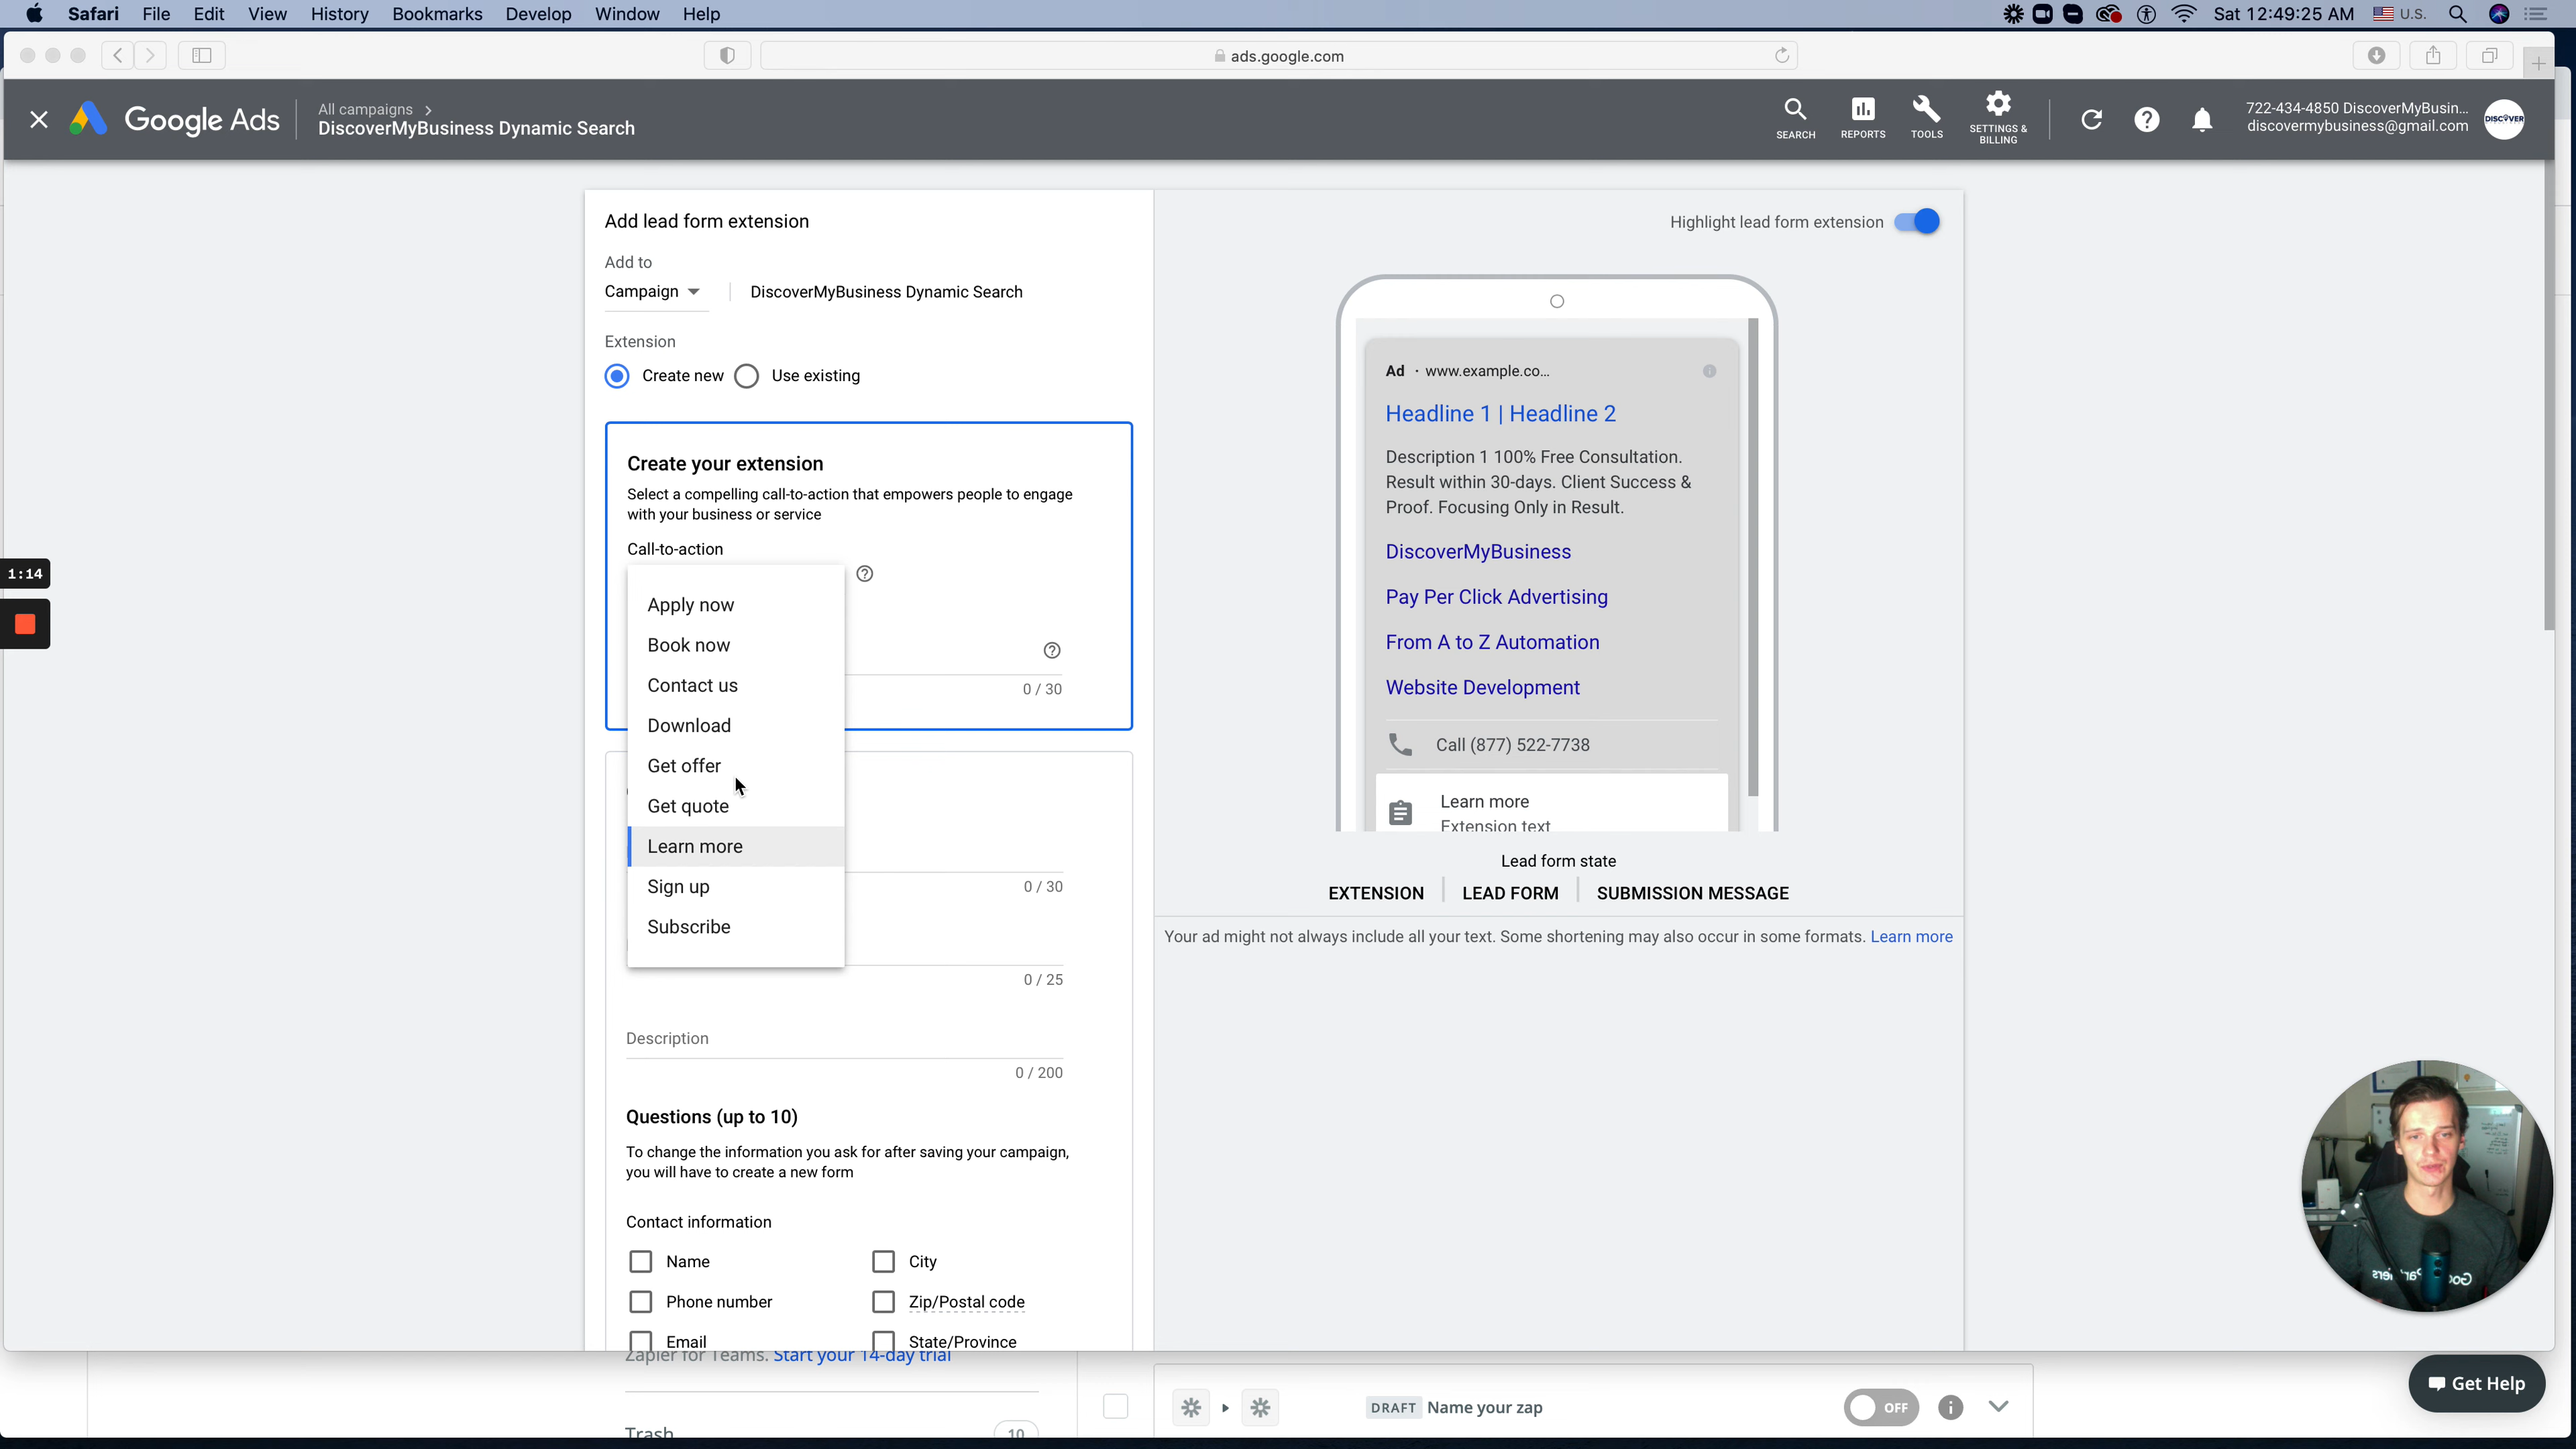 Safari File Edit View History Bookmarks Develop Window Help
Sat 12:49:25 AM U.S.
ads.google.com
Google Ads
All campaigns
DiscoverMyBusiness Dynamic Search
SEARCH
REPORTS
TOOLS
SETTINGS &
BILLING
722-434-4850 DiscoverMyBusin...
discovermybusiness@gmail.com
DISCOVER
Add lead form extension
Add to
Campaign DiscoverMyBusiness Dynamic Search
Extension
Create new Use existing
Create your extension
Select a compelling call-to-action that empowers people to engage
with your business or service
Call-to-action
Apply now
Book now
Contact us
Download
Get offer
Get quote
Learn more
Sign up
Subscribe
0 / 30
0 / 30
0 / 25
Description
0 / 200
Questions (up to 10)
To change the information you ask for after saving your campaign,
you will have to create a new form
Contact information
Name City
Phone number Zip/Postal code
Email State/Province
Highlight lead form extension
Ad · www.example.co...
Headline 1 | Headline 2
Description 1 100% Free Consultation.
Result within 30-days. Client Success &
Proof. Focusing Only in Result.
DiscoverMyBusiness
Pay Per Click Advertising
From A to Z Automation
Website Development
Call (877) 522-7738
Learn more
Extension text
Lead form state
EXTENSION LEAD FORM SUBMISSION MESSAGE
Your ad might not always include all your text. Some shortening may also occur in some formats. Learn more
1:14
Zapier for Teams. Start your 14-day trial
Trash 10
DRAFT Name your zap
OFF
Get Help